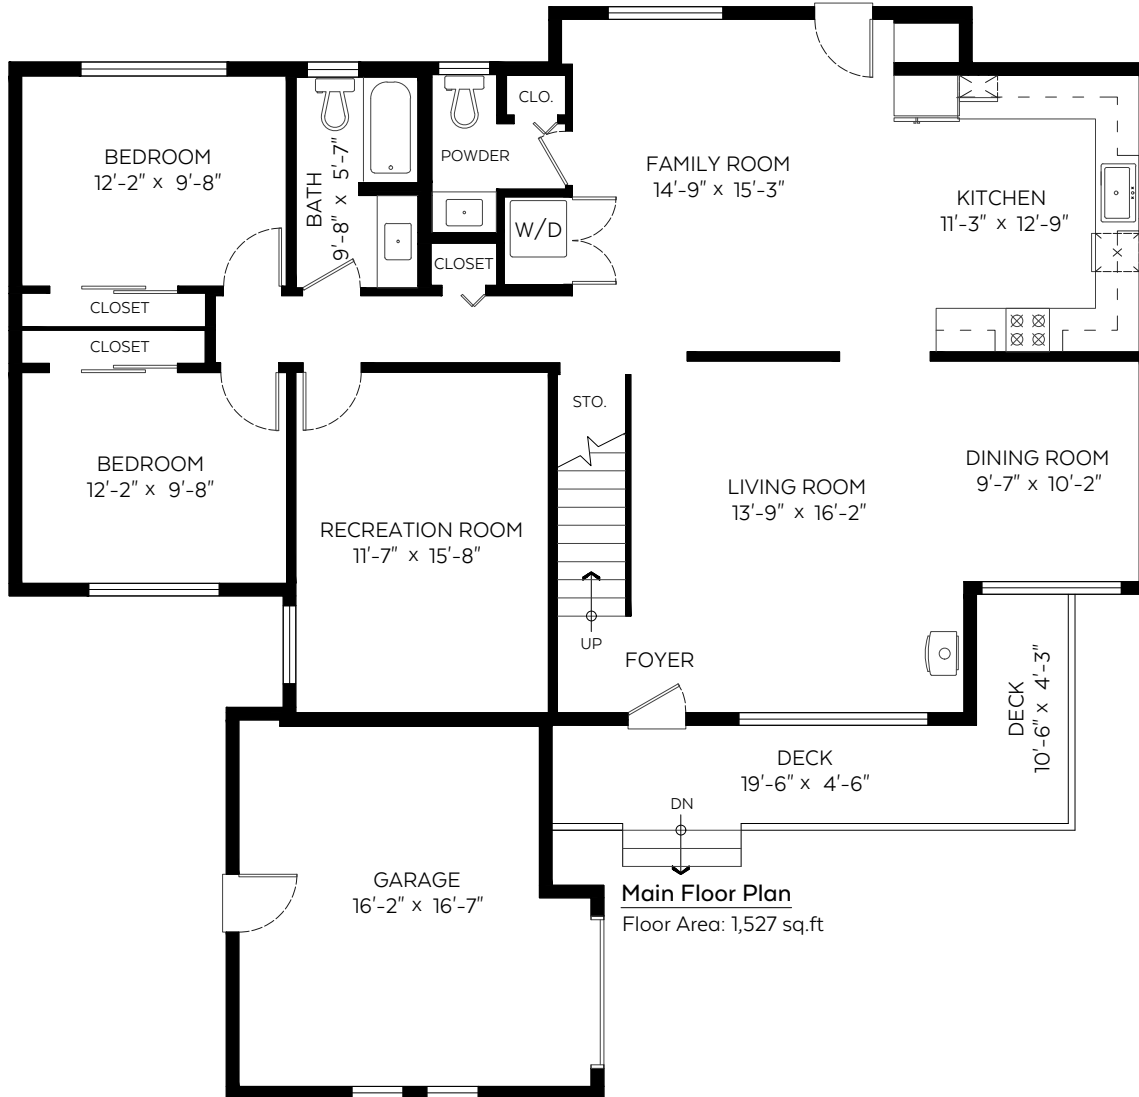 BEDROOM
12'-2" x 9'-8"
BATH
9'-8" x 5'-7"
CLO.
POWDER
W/D
CLOSET
FAMILY ROOM
14'-9" x 15'-3"
KITCHEN
11'-3" x 12'-9"
CLOSET
CLOSET
BEDROOM
12'-2" x 9'-8"
RECREATION ROOM
11'-7" x 15'-8"
STO.
UP
FOYER
LIVING ROOM
13'-9" x 16'-2"
DINING ROOM
9'-7" x 10'-2"
DECK
10'-6" x 4'-3"
DECK
19'-6" x 4'-6"
DN
GARAGE
16'-2" x 16'-7"
Main Floor Plan
Floor Area: 1,527 sq.ft